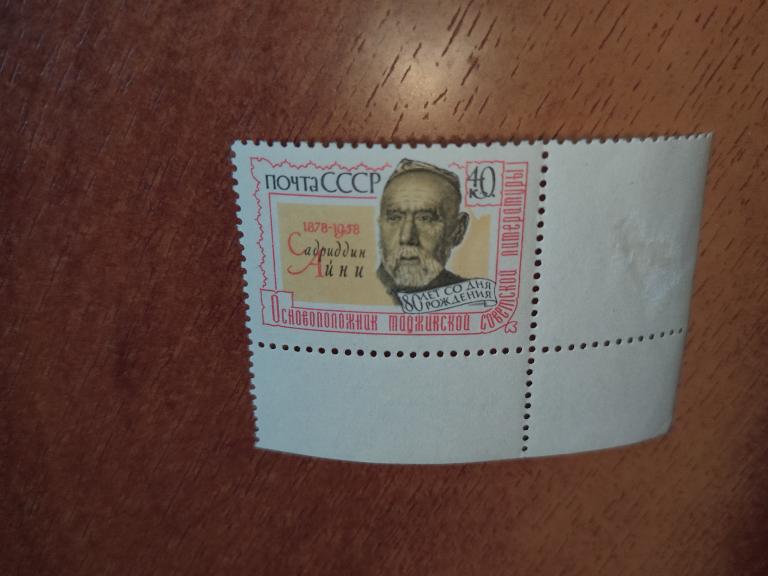 почта СССР
40
к.
1878-1958
Садриддин
Айни
80 ЛЕТ СО ДНЯ
РОЖДЕНИЯ
Основоположник таджикской советской литературы